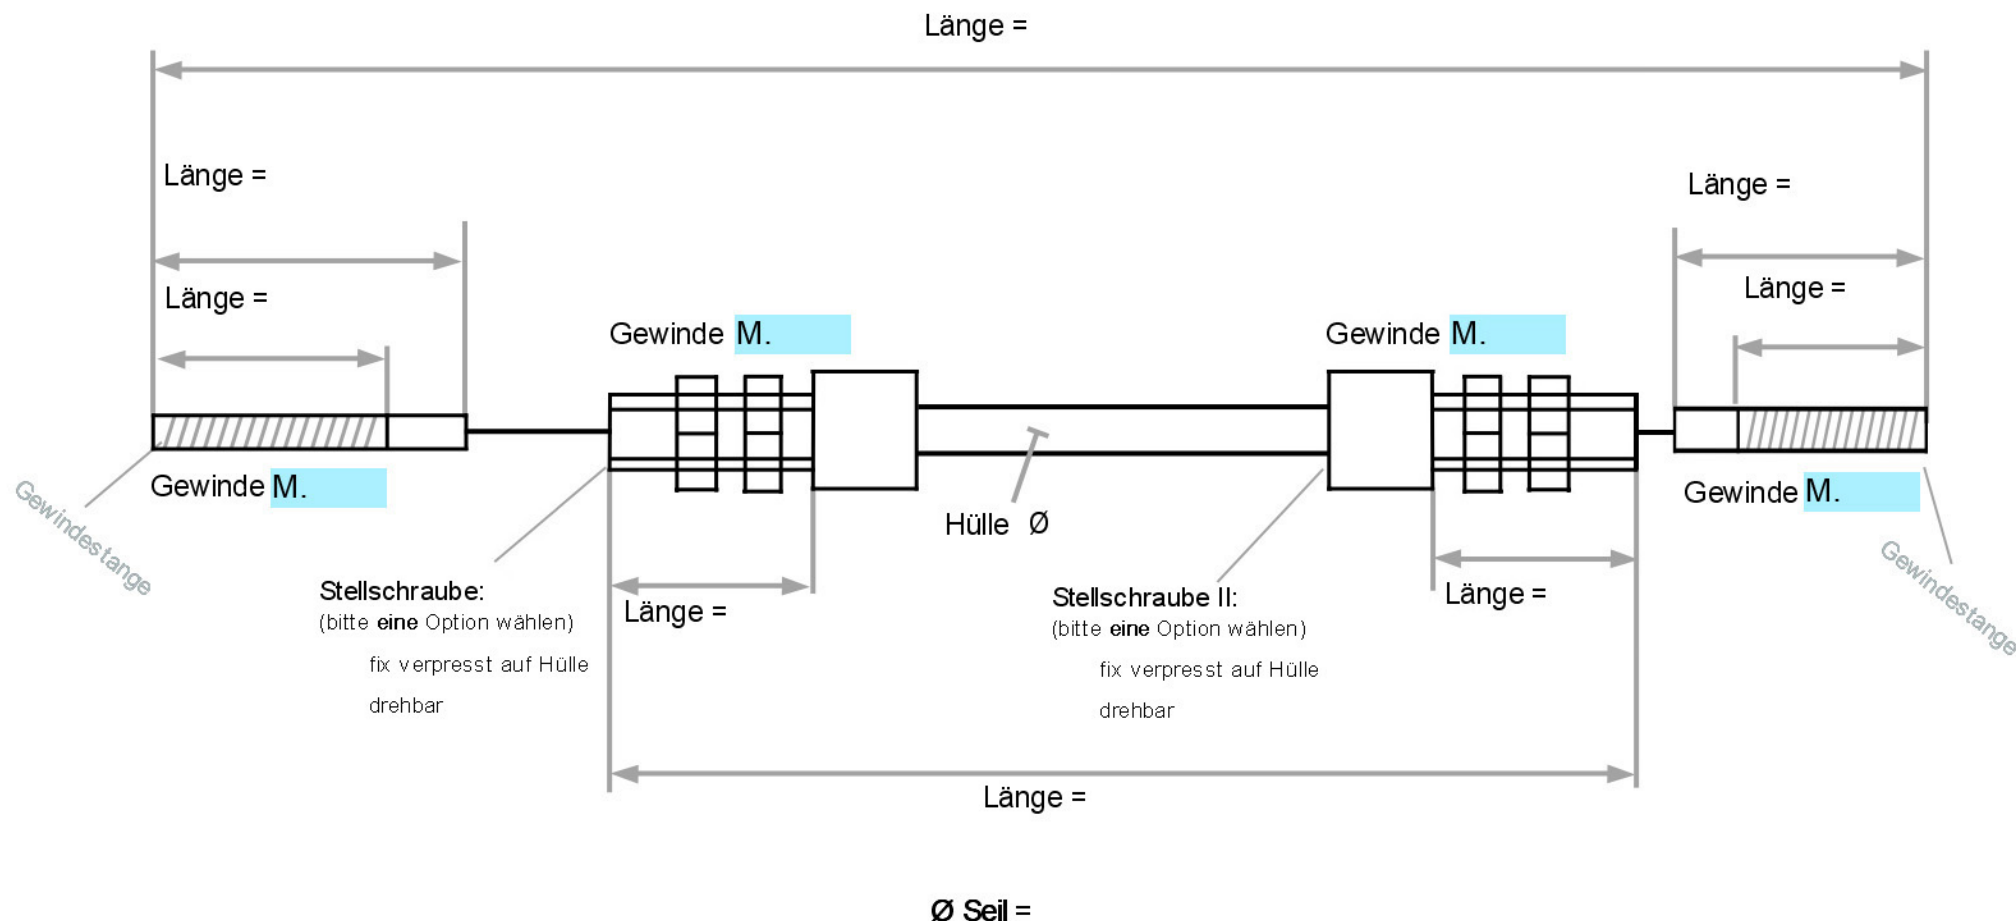 Länge =
Länge =
Länge =
Länge =
Länge =
Gewinde M.
Gewinde M.
Gewinde M.
Gewinde M.
Gewindestange
Gewindestange
Hülle Ø
Stellschraube:
(bitte eine Option wählen)
fix verpresst auf Hülle
drehbar
Länge =
Stellschraube II:
(bitte eine Option wählen)
fix verpresst auf Hülle
drehbar
Länge =
Länge =
Ø Seil =